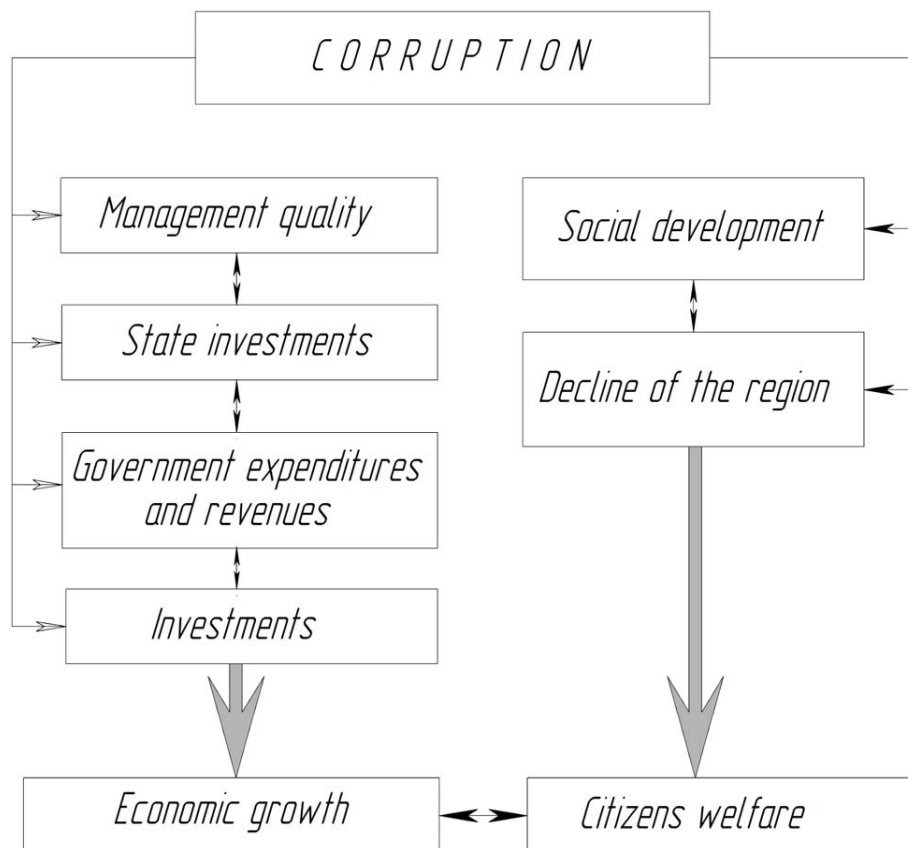 CORRUPTION
Management quality
State investments
Government expenditures
and revenues
Investments
Economic growth
Social development
Decline of the region
Citizens welfare